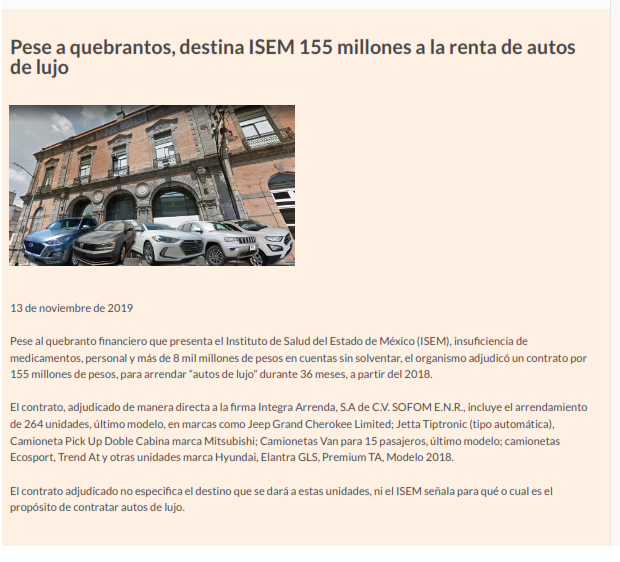 Pese a quebrantos, destina ISEM 155 millones a la renta de autos
de lujo
13 de noviembre de 2019
Pese al quebranto financiero que presenta el Instituto de Salud del Estado de México (ISEM), insuficiencia de
medicamentos, personal y más de 8 mil millones de pesos en cuentas sin solventar, el organismo adjudicó un contrato por
155 millones de pesos, para arrendar "autos de lujo" durante 36 meses, a partir del 2018.
El contrato, adjudicado de manera directa a la firma Integra Arrenda, S.A de C.V. SOFOM E.N.R., incluye el arrendamiento
de 264 unidades, último modelo, en marcas como Jeep Grand Cherokee Limited; Jetta Tiptronic (tipo automática),
Camioneta Pick Up Doble Cabina marca Mitsubishi; Camionetas Van para 15 pasajeros, último modelo; camionetas
Ecosport, Trend At y otras unidades marca Hyundai, Elantra GLS, Premium TA, Modelo 2018.
El contrato adjudicado no especifica el destino que se dará a estas unidades, ni el ISEM señala para qué o cual es el
propósito de contratar autos de lujo.